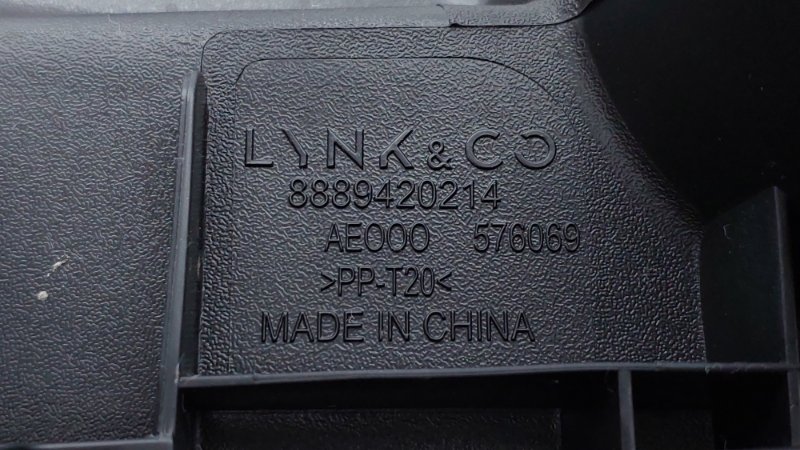 LYNK & CO
8889420214
AE000 576069
>PP-T20<
MADE IN CHINA